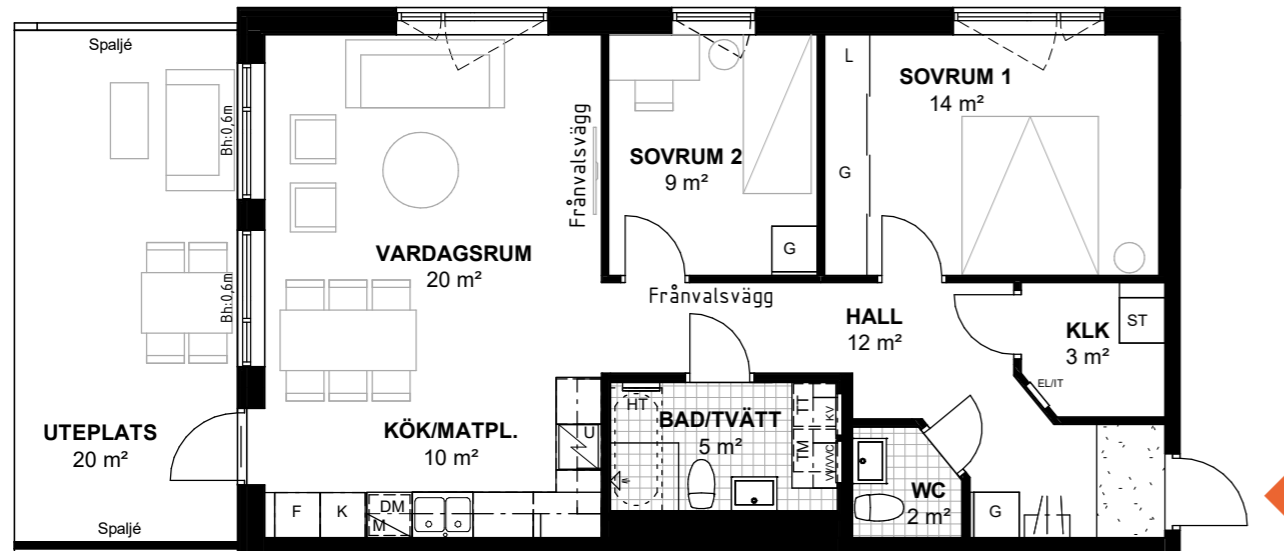 Spaljé
Bh:0,6m
Bh:0,6m
UTEPLATS
20 m²
Spaljé
VARDAGSRUM
20 m²
Frånvalsvägg
KÖK/MATPL.
10 m²
F
K
DM
M
U
SOVRUM 2
9 m²
G
Frånvalsvägg
L
G
SOVRUM 1
14 m²
HALL
12 m²
KLK
3 m²
ST
EL/IT
HT
BAD/TVÄTT
5 m²
TT
KV
TM
WC
2 m²
G